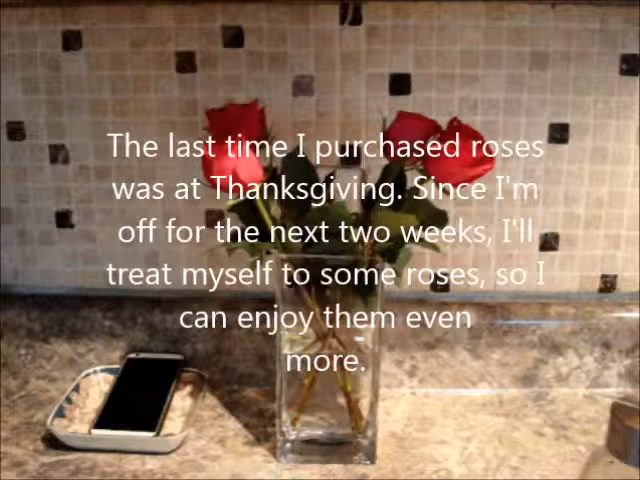 The last time I purchased roses
was at Thanksgiving. Since I'm
off for the next two weeks, I'll
treat myself to some roses, so I
can enjoy them even
more.